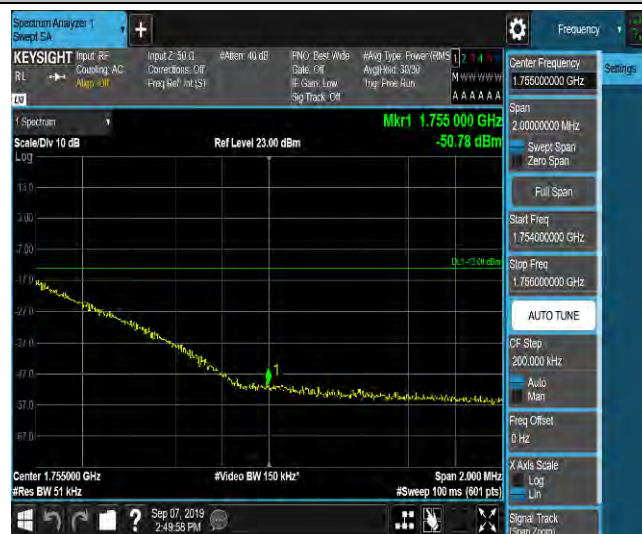 Spectrum Analyzer 1
Swept SA
+
Frequency
KEYSIGHT
Input: RF
Coupling: AC
Align: Off
Input Z: 50 Ω
Corrections: Off
Freq Ref: Int (S)
#Atten: 40 dB
PNO: Best Wide
Gate: Off
IF Gain: Low
Sig Track: Off
#Avg Type: Power (RMS
Avg|Hold: 30/30
Trig: Free Run
M W W W W W
A A A A A A
RL
LXI
1 Spectrum
Scale/Div 10 dB
Log
Ref Level 23.00 dBm
Mkr1 1.755 000 GHz
-50.78 dBm
13.0
3.00
-7.00
DL1 -13.00 dBm
-17.0
-27.0
-37.0
-47.0
1
-57.0
-67.0
Center 1.755000 GHz
#Res BW 51 kHz
#Video BW 150 kHz*
Span 2.000 MHz
#Sweep 100 ms (601 pts)
Sep 07, 2019
2:49:58 PM
Center Frequency
1.755000000 GHz
Settings
Span
2.00000000 MHz
Swept Span
Zero Span
Full Span
Start Freq
1.754000000 GHz
Stop Freq
1.756000000 GHz
AUTO TUNE
CF Step
200.000 kHz
Auto
Man
Freq Offset
0 Hz
X Axis Scale
Log
Lin
Signal Track
(Span Zoom)